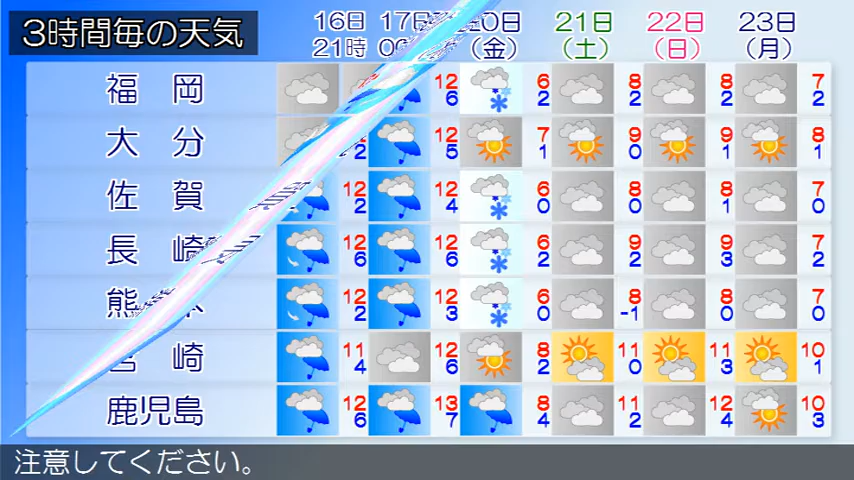 3時間毎の天気
16日 17日 20日 21日 22日 23日
21時 (金) (土) (日) (月)
福岡 12 6 6 2 8 2 8 2 7 2
大分 2 12 5 7 1 9 0 9 1 8 1
佐賀 12 2 12 4 6 0 8 0 8 1 7 0
長崎 12 6 12 6 6 2 9 2 9 3 7 2
熊本 12 2 12 3 6 0 8 -1 8 0 7 0
宮崎 11 4 12 6 8 2 11 0 11 3 10 1
鹿児島 12 6 13 7 8 4 11 2 12 4 10 3
注意してください。